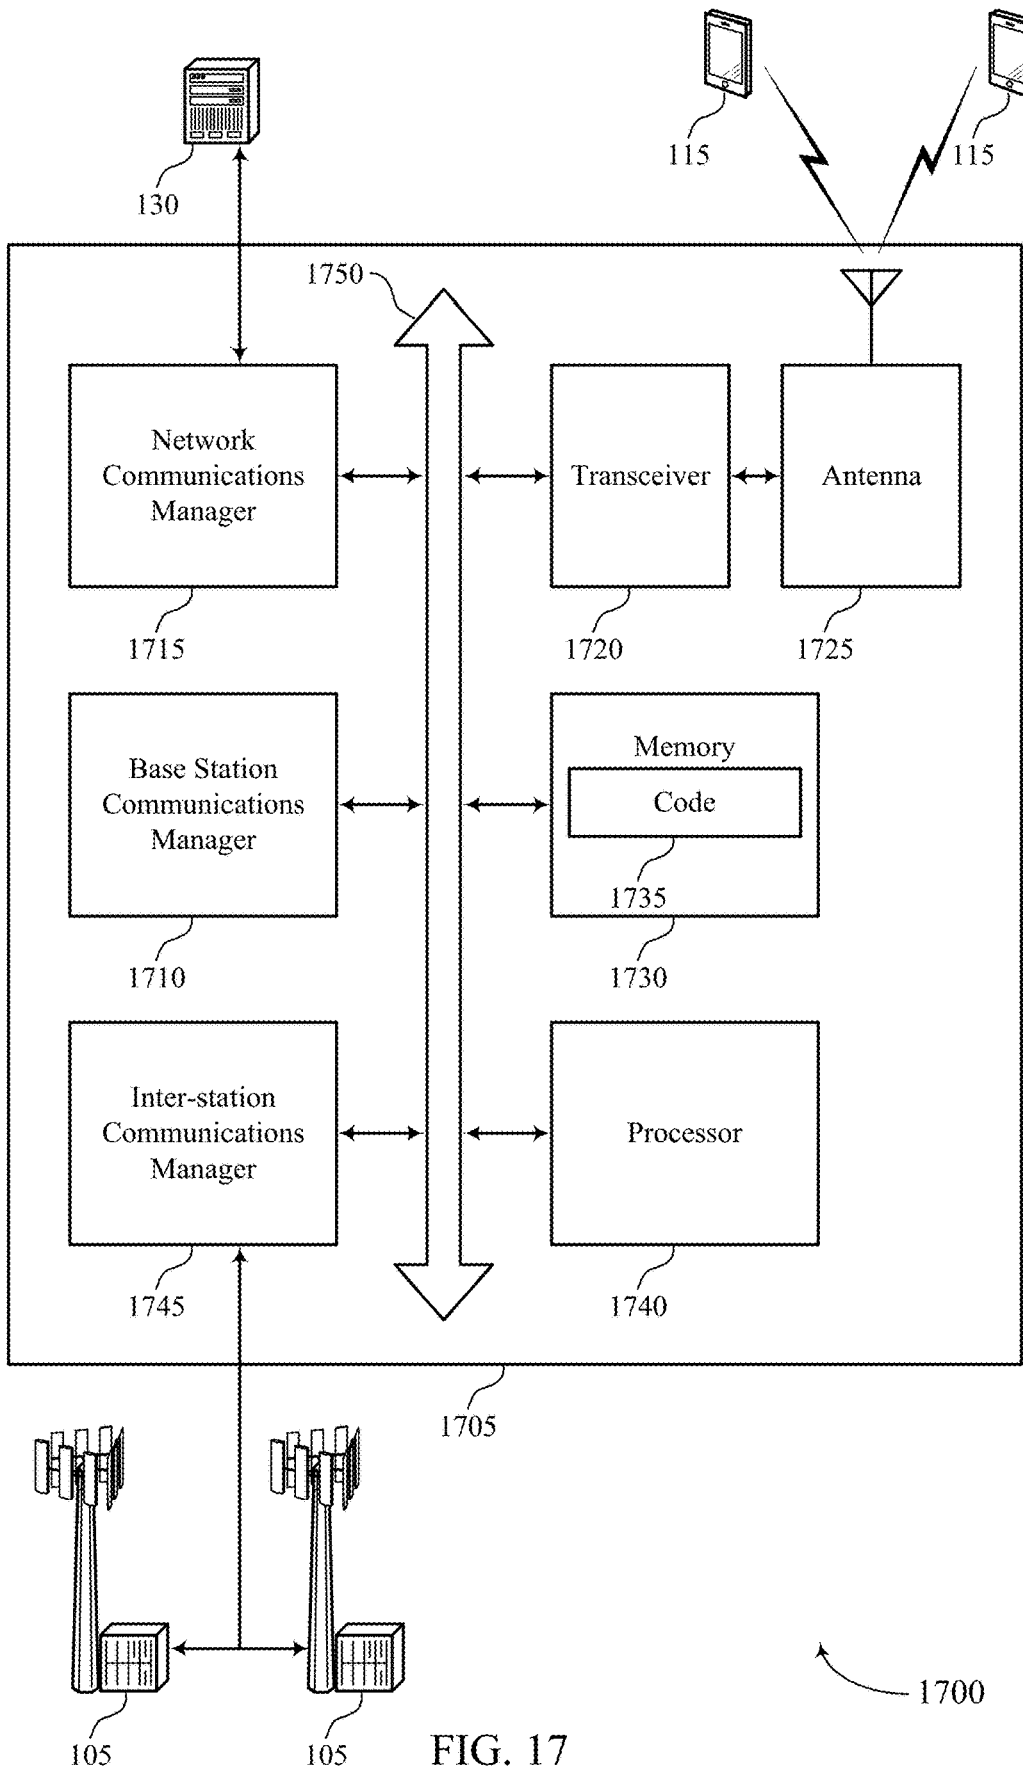 130
115
115
1750
Network
Communications
Manager
Transceiver
Antenna
1715
1720
1725
Base Station
Communications
Manager
Memory
Code
1735
1710
1730
Inter-station
Communications
Manager
Processor
1745
1740
1705
1700
105
105
FIG. 17